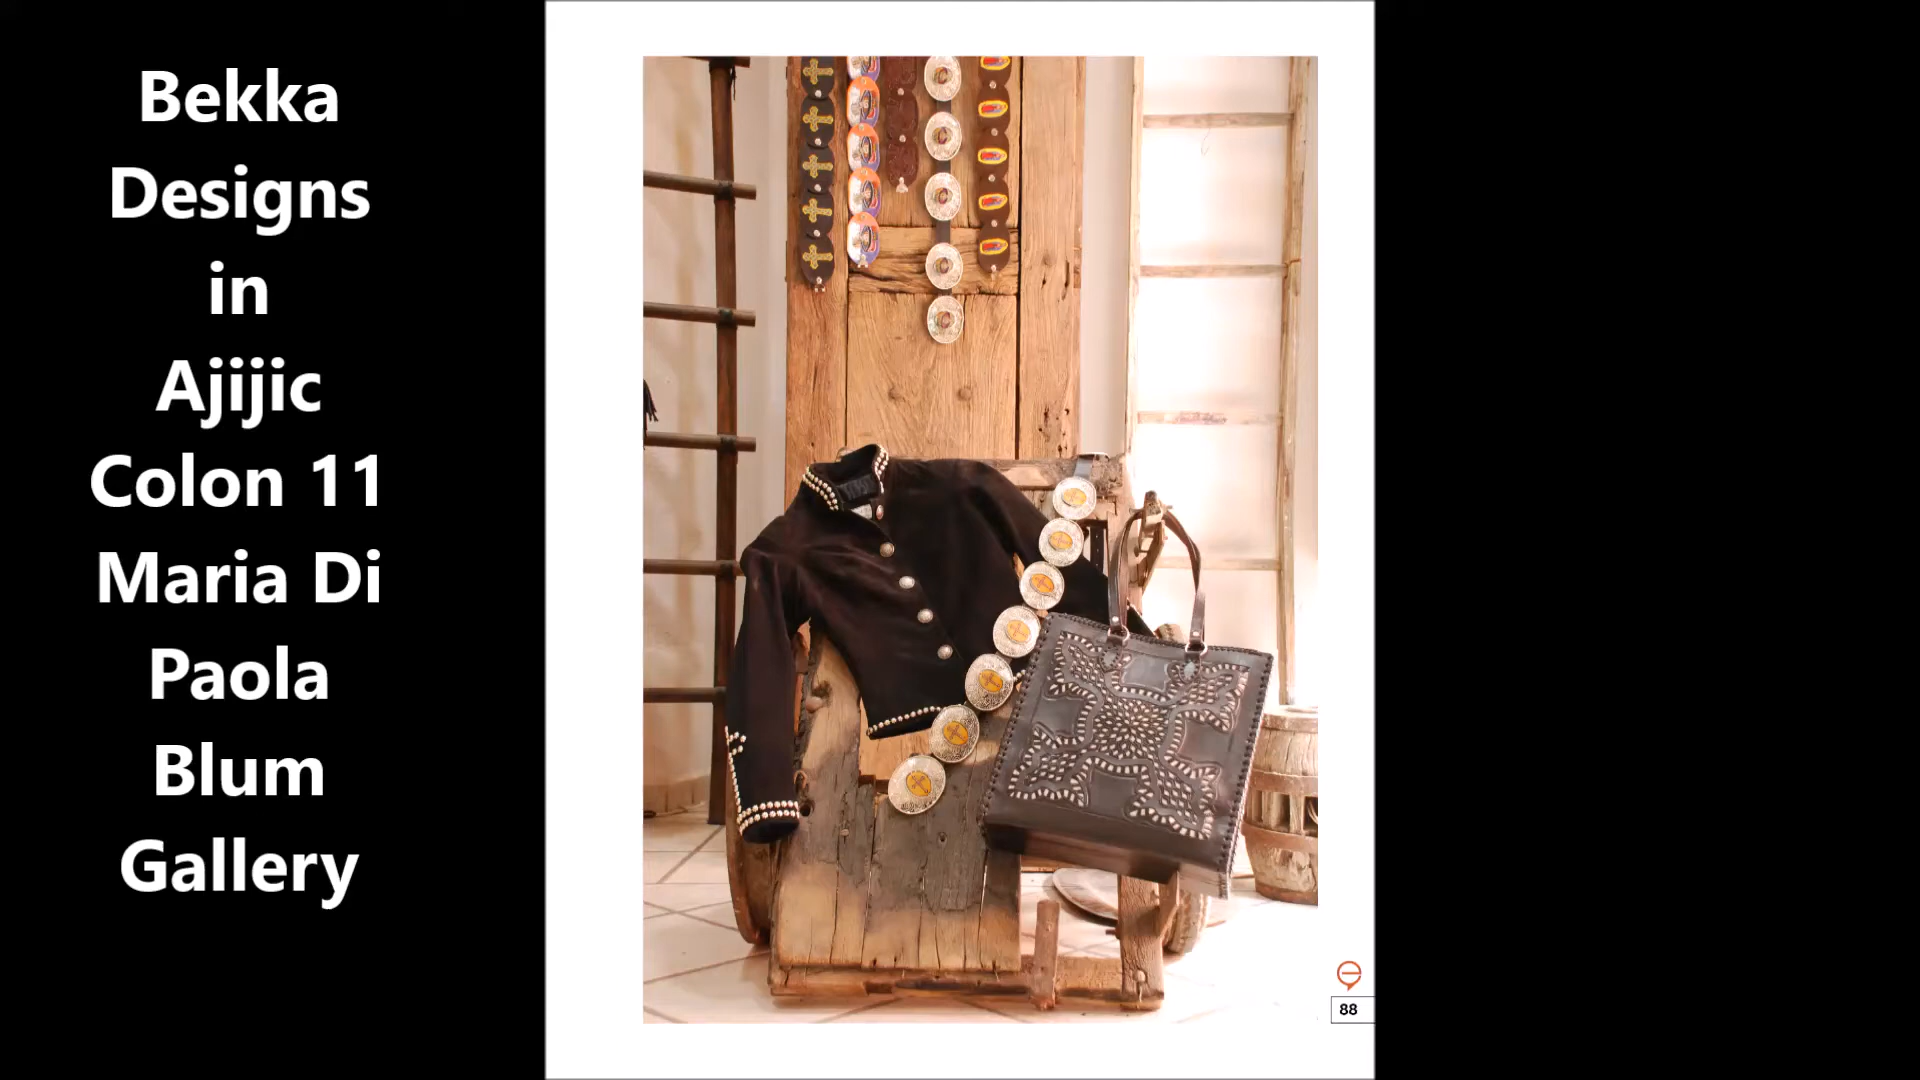 Bekka
Designs
in
Ajijic
Colon 11
Maria Di
Paola
Blum
Gallery
88